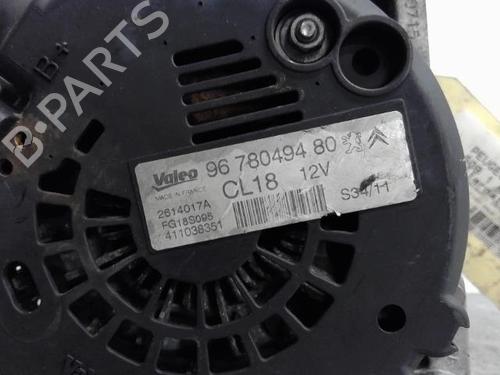 B+
B-PARTS
Valeo 96 780494 80
MADE IN FRANCE CL18 12V
2614017A S34/11
FG18S095
411038351